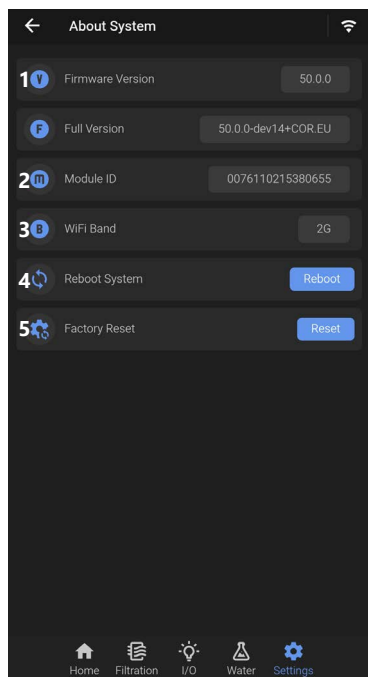 About System
1 V Firmware Version 50.0.0
F Full Version 50.0.0-dev14+COR.EU
2 m Module ID 0076110215380655
3 B WiFi Band 2G
4 Reboot System Reboot
5 Factory Reset Reset
Home Filtration I/O Water Settings